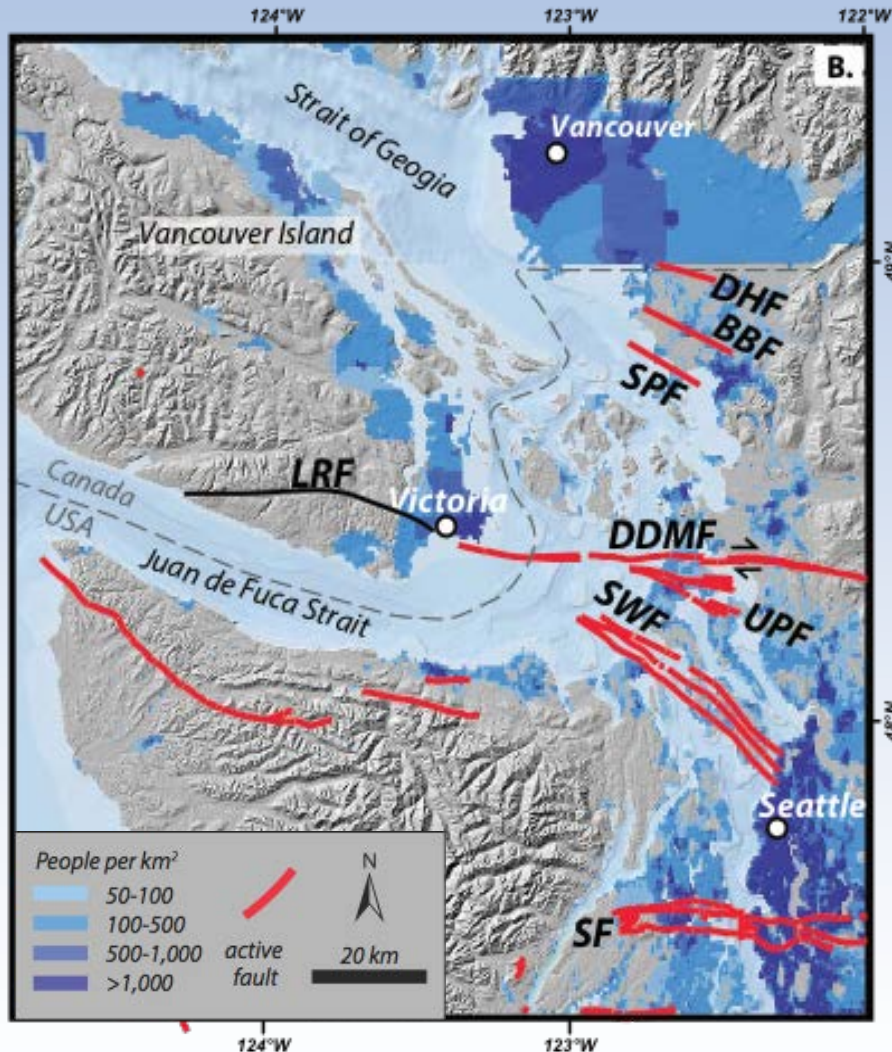 124°W
123°W
122°W
B.
Strait of Geogia
Vancouver
Vancouver Island
49°N
DHF
BBF
SPF
LRF
Victoria
Canada
USA
DDMF
Juan de Fuca Strait
SWF
UPF
48°N
Seattle
People per km²
50-100
100-500
500-1,000
>1,000
active
fault
N
20 km
SF
124°W
123°W